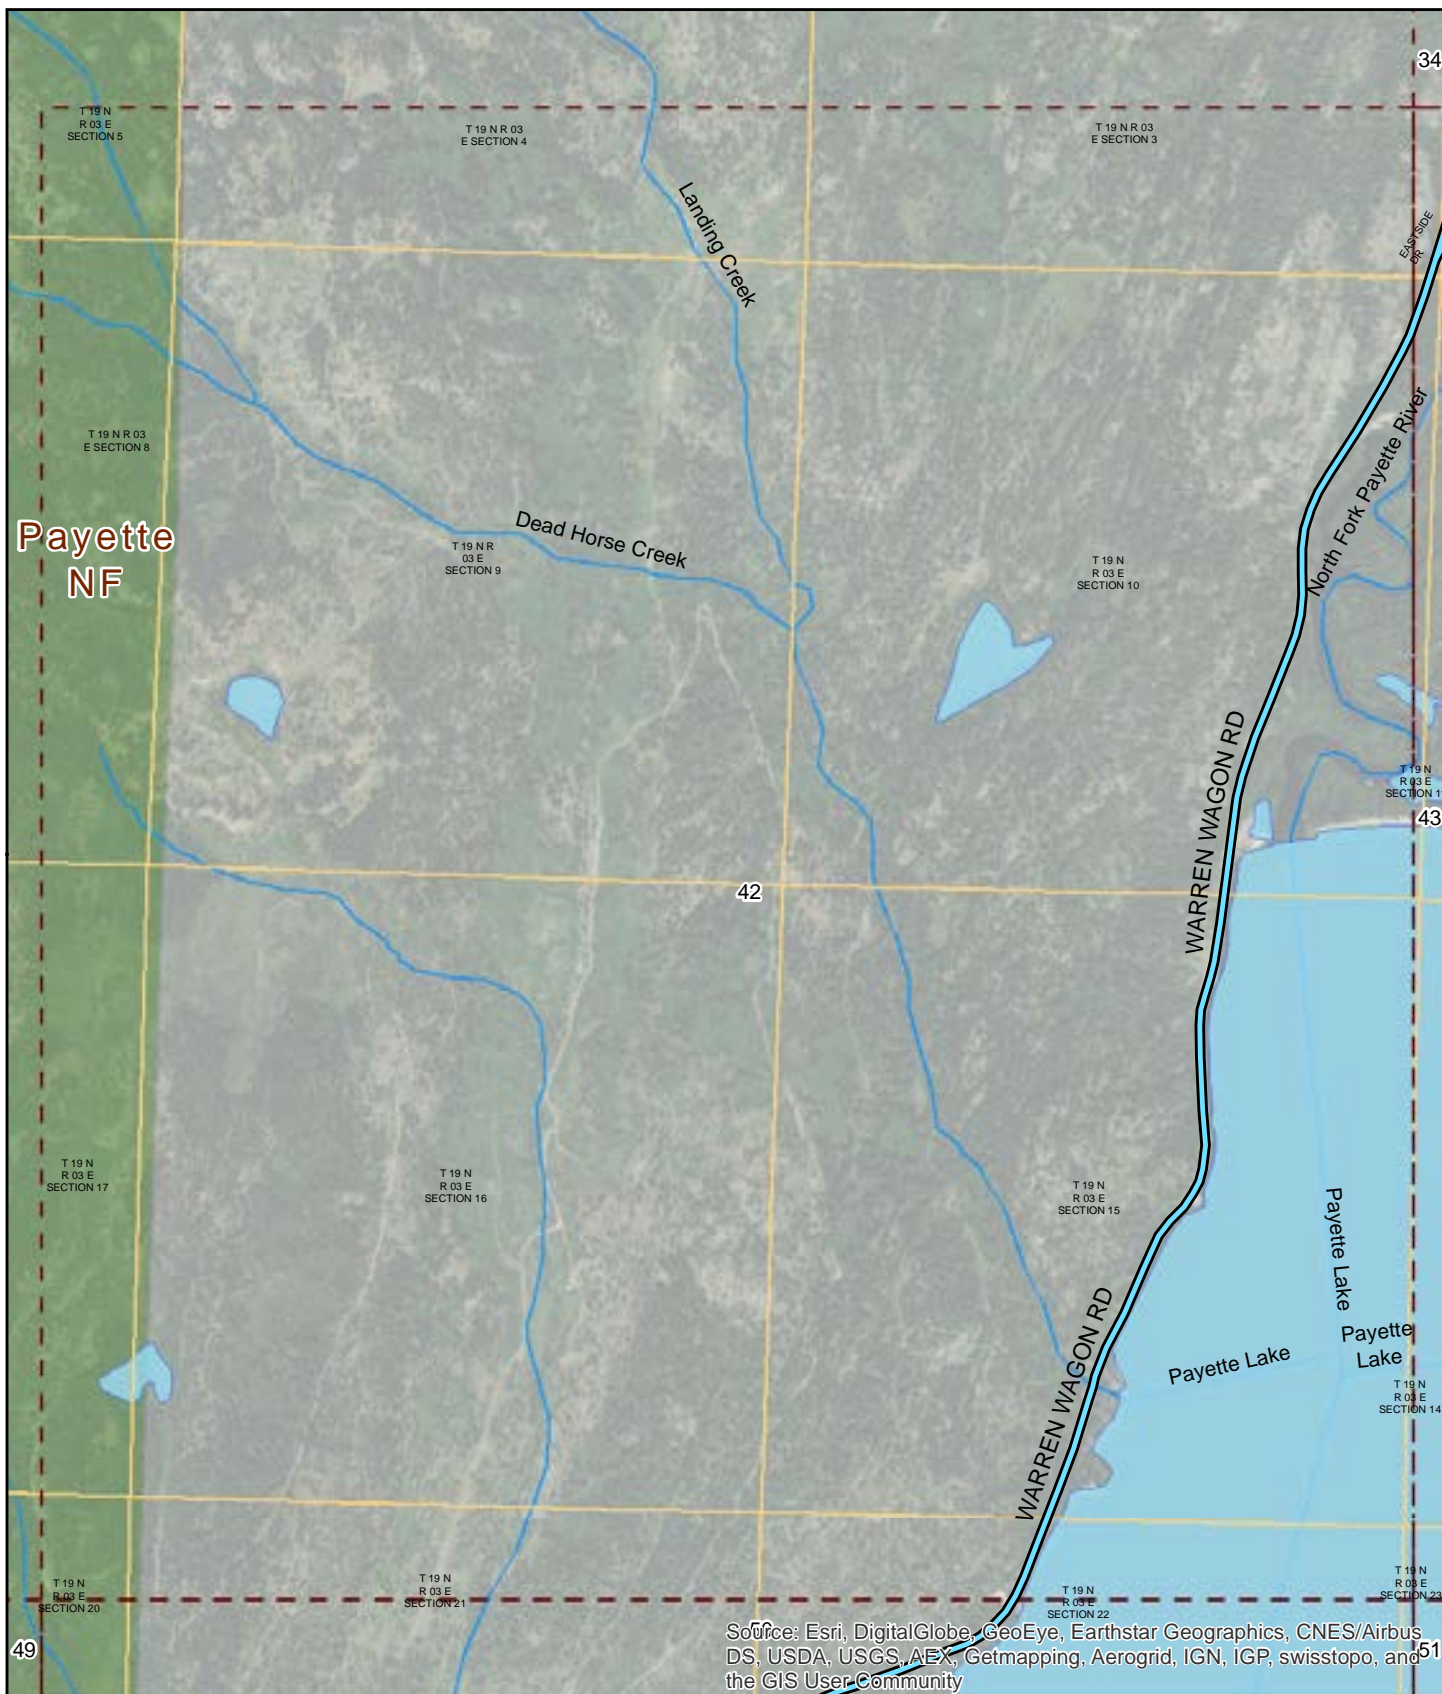 34
T 19 N
R 03 E
SECTION 5
T 19 N R 03
E SECTION 4
T 19 N R 03
E SECTION 3
Landing Creek
EASTSIDE
DR
T 19 N R 03
E SECTION 8
North Fork Payette River
Payette
NF
Dead Horse Creek
T 19 N R
03 E
SECTION 9
T 19 N
R 03 E
SECTION 10
WARREN WAGON RD
T 19 N
R 03 E
SECTION 11
43
42
T 19 N
R 03 E
SECTION 17
T 19 N
R 03 E
SECTION 16
T 19 N
R 03 E
SECTION 15
Payette Lake
WARREN WAGON RD
Payette
Lake
Payette Lake
T 19 N
R 03 E
SECTION 14
T 19 N
R 03 E
SECTION 20
T 19 N
R 03 E
SECTION 21
T 19 N
R 03 E
SECTION 22
T 19 N
R 03 E
SECTION 23
49
50
51
Source: Esri, DigitalGlobe, GeoEye, Earthstar Geographics, CNES/Airbus
DS, USDA, USGS, AEX, Getmapping, Aerogrid, IGN, IGP, swisstopo, and
the GIS User Community